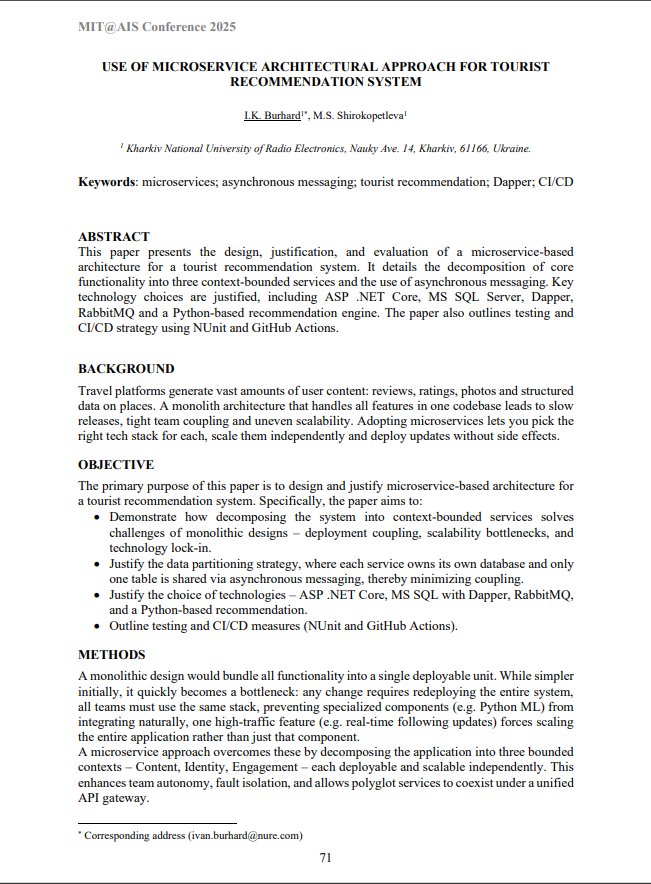 MIT@AIS Conference 2025
USE OF MICROSERVICE ARCHITECTURAL APPROACH FOR TOURIST
RECOMMENDATION SYSTEM
I.K. Burhard¹*, M.S. Shirokopetleva¹
¹ Kharkiv National University of Radio Electronics, Nauky Ave. 14, Kharkiv, 61166, Ukraine.
Keywords: microservices; asynchronous messaging; tourist recommendation; Dapper; CI/CD
ABSTRACT
This paper presents the design, justification, and evaluation of a microservice-based
architecture for a tourist recommendation system. It details the decomposition of core
functionality into three context-bounded services and the use of asynchronous messaging. Key
technology choices are justified, including ASP .NET Core, MS SQL Server, Dapper,
RabbitMQ and a Python-based recommendation engine. The paper also outlines testing and
CI/CD strategy using NUnit and GitHub Actions.
BACKGROUND
Travel platforms generate vast amounts of user content: reviews, ratings, photos and structured
data on places. A monolith architecture that handles all features in one codebase leads to slow
releases, tight team coupling and uneven scalability. Adopting microservices lets you pick the
right tech stack for each, scale them independently and deploy updates without side effects.
OBJECTIVE
The primary purpose of this paper is to design and justify microservice-based architecture for
a tourist recommendation system. Specifically, the paper aims to:
• Demonstrate how decomposing the system into context-bounded services solves
challenges of monolithic designs – deployment coupling, scalability bottlenecks, and
technology lock-in.
• Justify the data partitioning strategy, where each service owns its own database and only
one table is shared via asynchronous messaging, thereby minimizing coupling.
• Justify the choice of technologies – ASP .NET Core, MS SQL with Dapper, RabbitMQ,
and a Python-based recommendation.
• Outline testing and CI/CD measures (NUnit and GitHub Actions).
METHODS
A monolithic design would bundle all functionality into a single deployable unit. While simpler
initially, it quickly becomes a bottleneck: any change requires redeploying the entire system,
all teams must use the same stack, preventing specialized components (e.g. Python ML) from
integrating naturally, one high-traffic feature (e.g. real-time following updates) forces scaling
the entire application rather than just that component.
A microservice approach overcomes these by decomposing the application into three bounded
contexts – Content, Identity, Engagement – each deployable and scalable independently. This
enhances team autonomy, fault isolation, and allows polyglot services to coexist under a unified
API gateway.
* Corresponding address (ivan.burhard@nure.com)
71